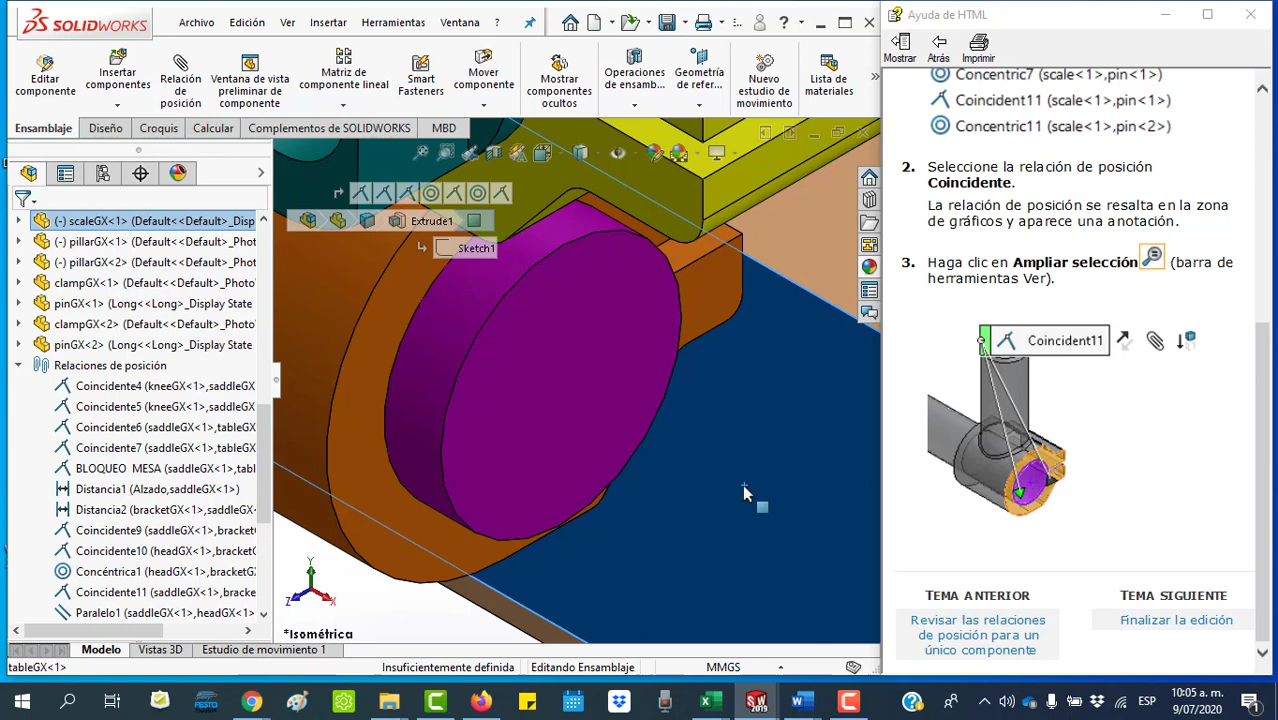 SOLIDWORKS
Archivo Edición Ver Insertar Herramientas Ventana ?
Editar componente
Insertar componentes
Relación de posición
Ventana de vista preliminar de componente
Matriz de componente lineal
Smart Fasteners
Mover componente
Mostrar componentes ocultos
Operaciones de ensamb...
Geometría de refer...
Nuevo estudio de movimiento
Lista de materiales
Ensamblaje Diseño Croquis Calcular Complementos de SOLIDWORKS MBD
(-) scaleGX<1> (Default<<Default>_Disp
(-) pillarGX<1> (Default<<Default>_Phot
(-) pillarGX<2> (Default<<Default>_Phot
clampGX<1> (Default<Default>_Photo
pinGX<1> (Long<<Long>_Display State
clampGX<2> (Default<Default>_Photo
pinGX<2> (Long<<Long>_Display State
Relaciones de posición
Coincidente4 (kneeGX<1>,saddleGX
Coincidente5 (kneeGX<1>,saddleGX
Coincidente6 (saddleGX<1>,tableGX
Coincidente7 (saddleGX<1>,tableGX
BLOQUEO MESA (saddleGX<1>,tabl
Distancia1 (Alzado,saddleGX<1>)
Distancia2 (bracketGX<1>,saddleGX
Coincidente9 (saddleGX<1>,bracket
Coincidente10 (headGX<1>,bracketG
Concéntrica1 (headGX<1>,bracketG
Coincidente11 (saddleGX<1>,bracke
Paralelo1 (saddleGX<1>,headGX<1>
Extrude1
Sketch1
Y
Z
X
*Isométrica
Modelo Vistas 3D Estudio de movimiento 1
tableGX<1> Insuficientemente definida Editando Ensamblaje MMGS
Ayuda de HTML
Mostrar Atrás Imprimir
Concentric7 (scale<1>,pin<1>)
Coincident11 (scale<1>,pin<1>)
Concentric11 (scale<1>,pin<2>)
2. Seleccione la relación de posición
Coincidente.
La relación de posición se resalta en la zona
de gráficos y aparece una anotación.
3. Haga clic en Ampliar selección (barra de
herramientas Ver).
Coincident11
TEMA ANTERIOR
Revisar las relaciones
de posición para un
único componente
TEMA SIGUIENTE
Finalizar la edición
FESTO
SW
2019
ESP
10:05 a. m.
9/07/2020
1